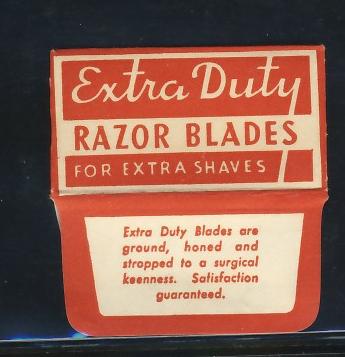 Extra Duty
RAZOR BLADES
FOR EXTRA SHAVES
Extra Duty Blades are
ground, honed and
stropped to a surgical
keenness. Satisfaction
guaranteed.